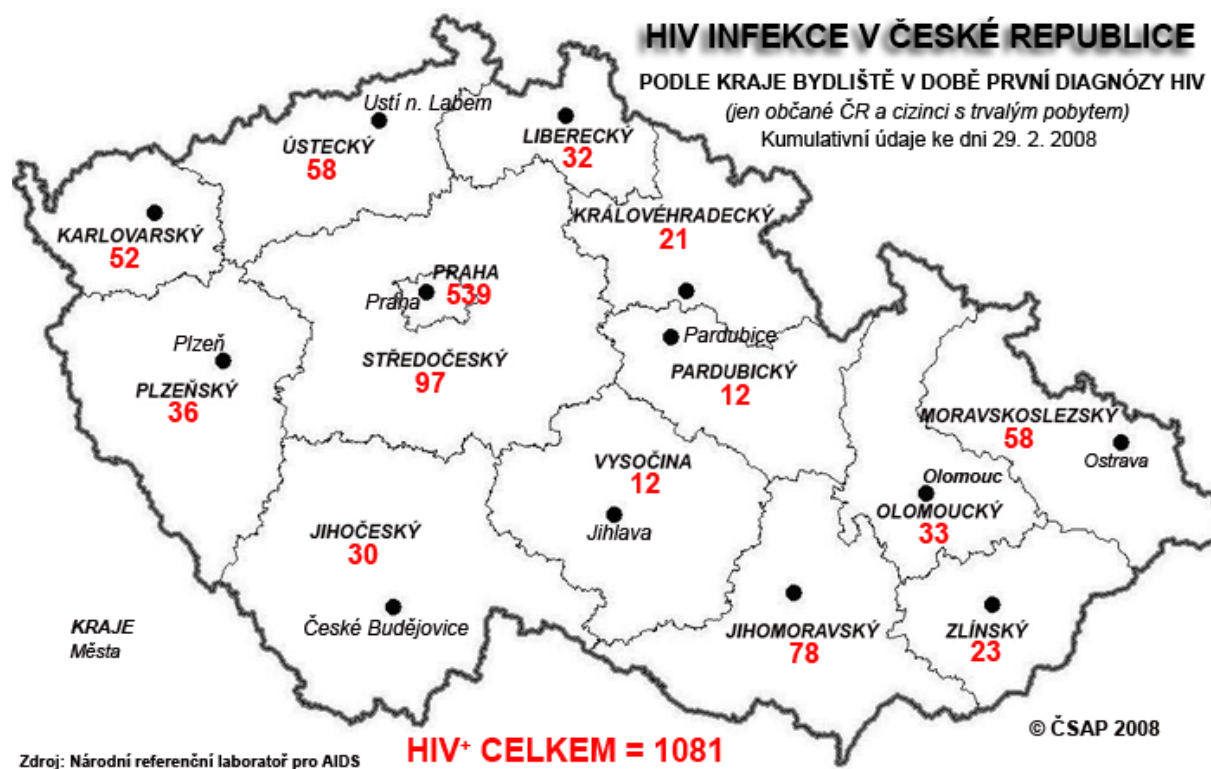 HIV INFEKCE V ČESKÉ REPUBLICE
PODLE KRAJE BYDLIŠTĚ V DOBĚ PRVNÍ DIAGNÓZY HIV
(jen občané ČR a cizinci s trvalým pobytem)
Kumulativní údaje ke dni 29. 2. 2008
Ústí n. Labem
ÚSTECKÝ
58
LIBERECKÝ
32
KARLOVARSKÝ
52
KRÁLOVÉHRADECKÝ
21
PRAHA
Praha
539
STŘEDOČESKÝ
97
Plzeň
PLZEŇSKÝ
36
Pardubice
PARDUBICKÝ
12
MORAVSKOSLEZSKÝ
58
Ostrava
VYSOČINA
12
Jihlava
Olomouc
OLOMOUCKÝ
33
JIHOČESKÝ
30
České Budějovice
JIHOMORAVSKÝ
78
ZLÍNSKÝ
23
KRAJE
Města
© ČSAP 2008
HIV⁺ CELKEM = 1081
Zdroj: Národní referenční laboratoř pro AIDS